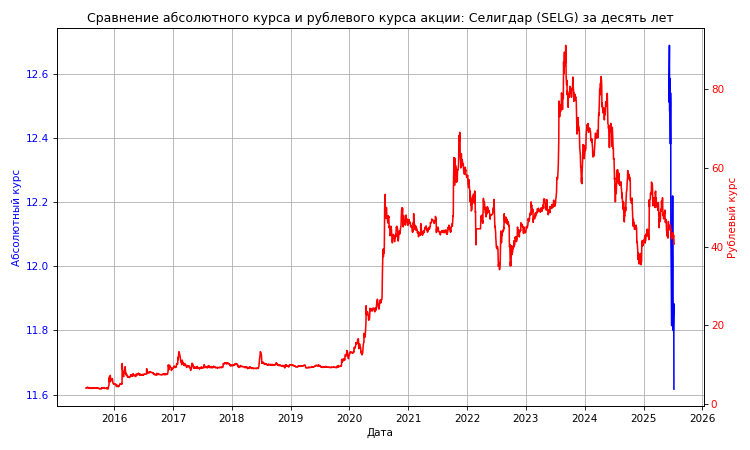 Сравнение абсолютного курса и рублевого курса акции: Селигдар (SELG) за десять лет
12.6
12.4
12.2
12.0
11.8
11.6
Абсолютный курс
80
60
40
20
0
Рублевый курс
2016 2017 2018 2019 2020 2021 2022 2023 2024 2025 2026
Дата